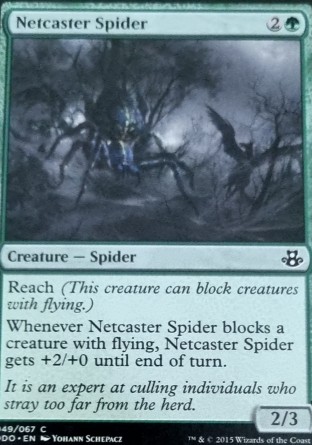 Netcaster Spider 2
Creature — Spider
Reach (This creature can block creatures
with flying.)
Whenever Netcaster Spider blocks a
creature with flying, Netcaster Spider
gets +2/+0 until end of turn.
It is an expert at culling individuals who
stray too far from the herd.
2/3
049/067 C
DDO • EN Yohann Schepacz
™ & © 2015 Wizards of the Coast